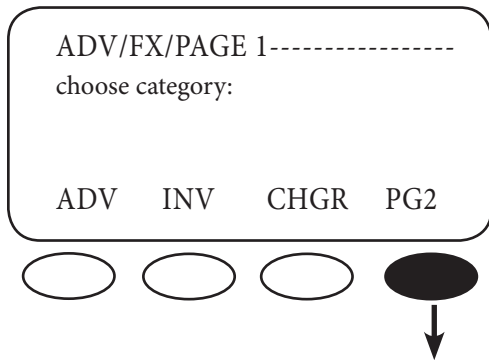 ADV/FX/PAGE 1-----------------
choose category:
ADV INV CHGR PG2